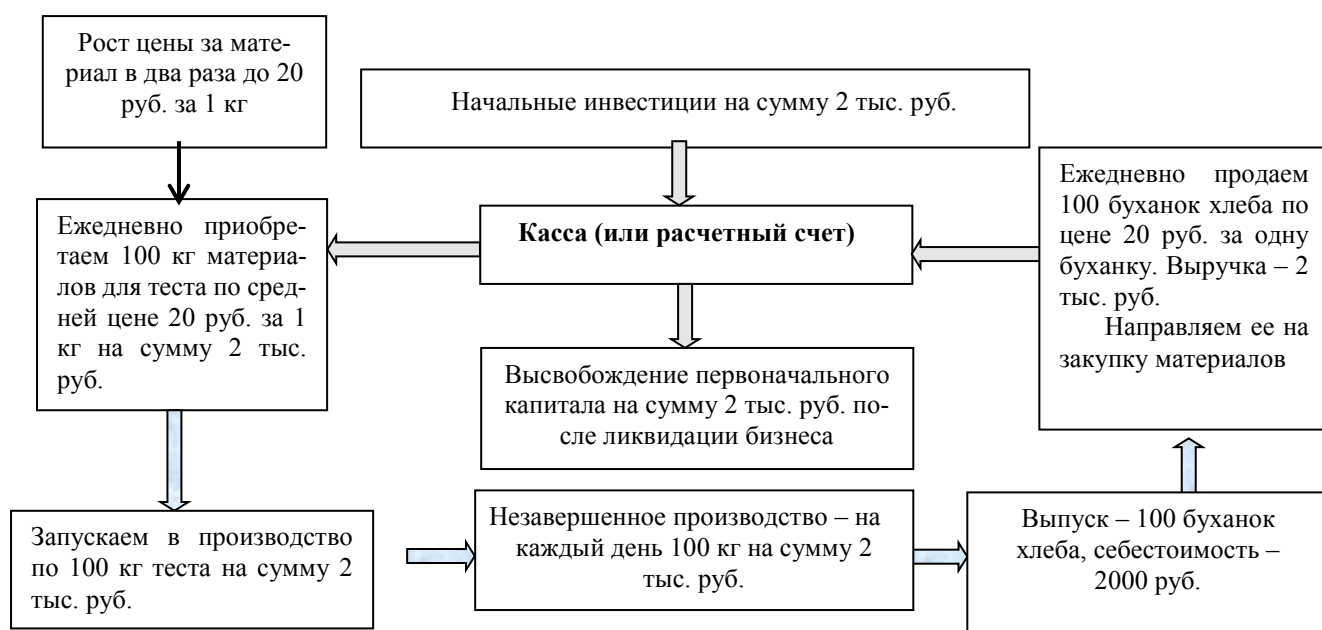 Рост цены за мате-
риал в два раза до 20
руб. за 1 кг
Начальные инвестиции на сумму 2 тыс. руб.
Ежедневно приобре-
таем 100 кг материа-
лов для теста по сред-
ней цене 20 руб. за 1
кг на сумму 2 тыс.
руб.
Касса (или расчетный счет)
Ежедневно продаем
100 буханок хлеба по
цене 20 руб. за одну
буханку. Выручка – 2
тыс. руб.
Направляем ее на
закупку материалов
Высвобождение первоначального
капитала на сумму 2 тыс. руб. по-
сле ликвидации бизнеса
Запускаем в производство
по 100 кг теста на сумму 2
тыс. руб.
Незавершенное производство – на
каждый день 100 кг на сумму 2
тыс. руб.
Выпуск – 100 буханок
хлеба, себестоимость –
2000 руб.